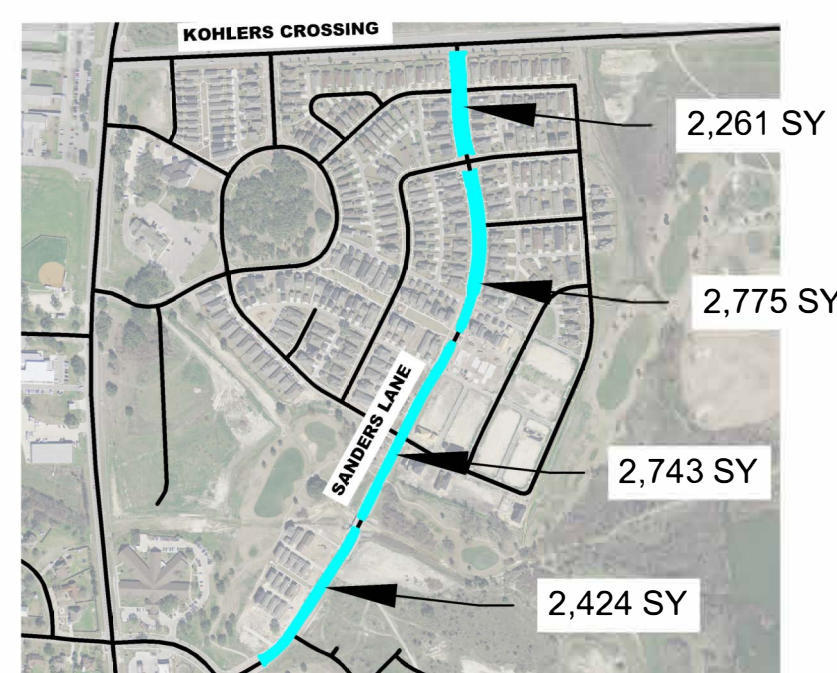 KOHLERS CROSSING
2,261 SY
2,775 SY
SANDERS LANE
2,743 SY
2,424 SY